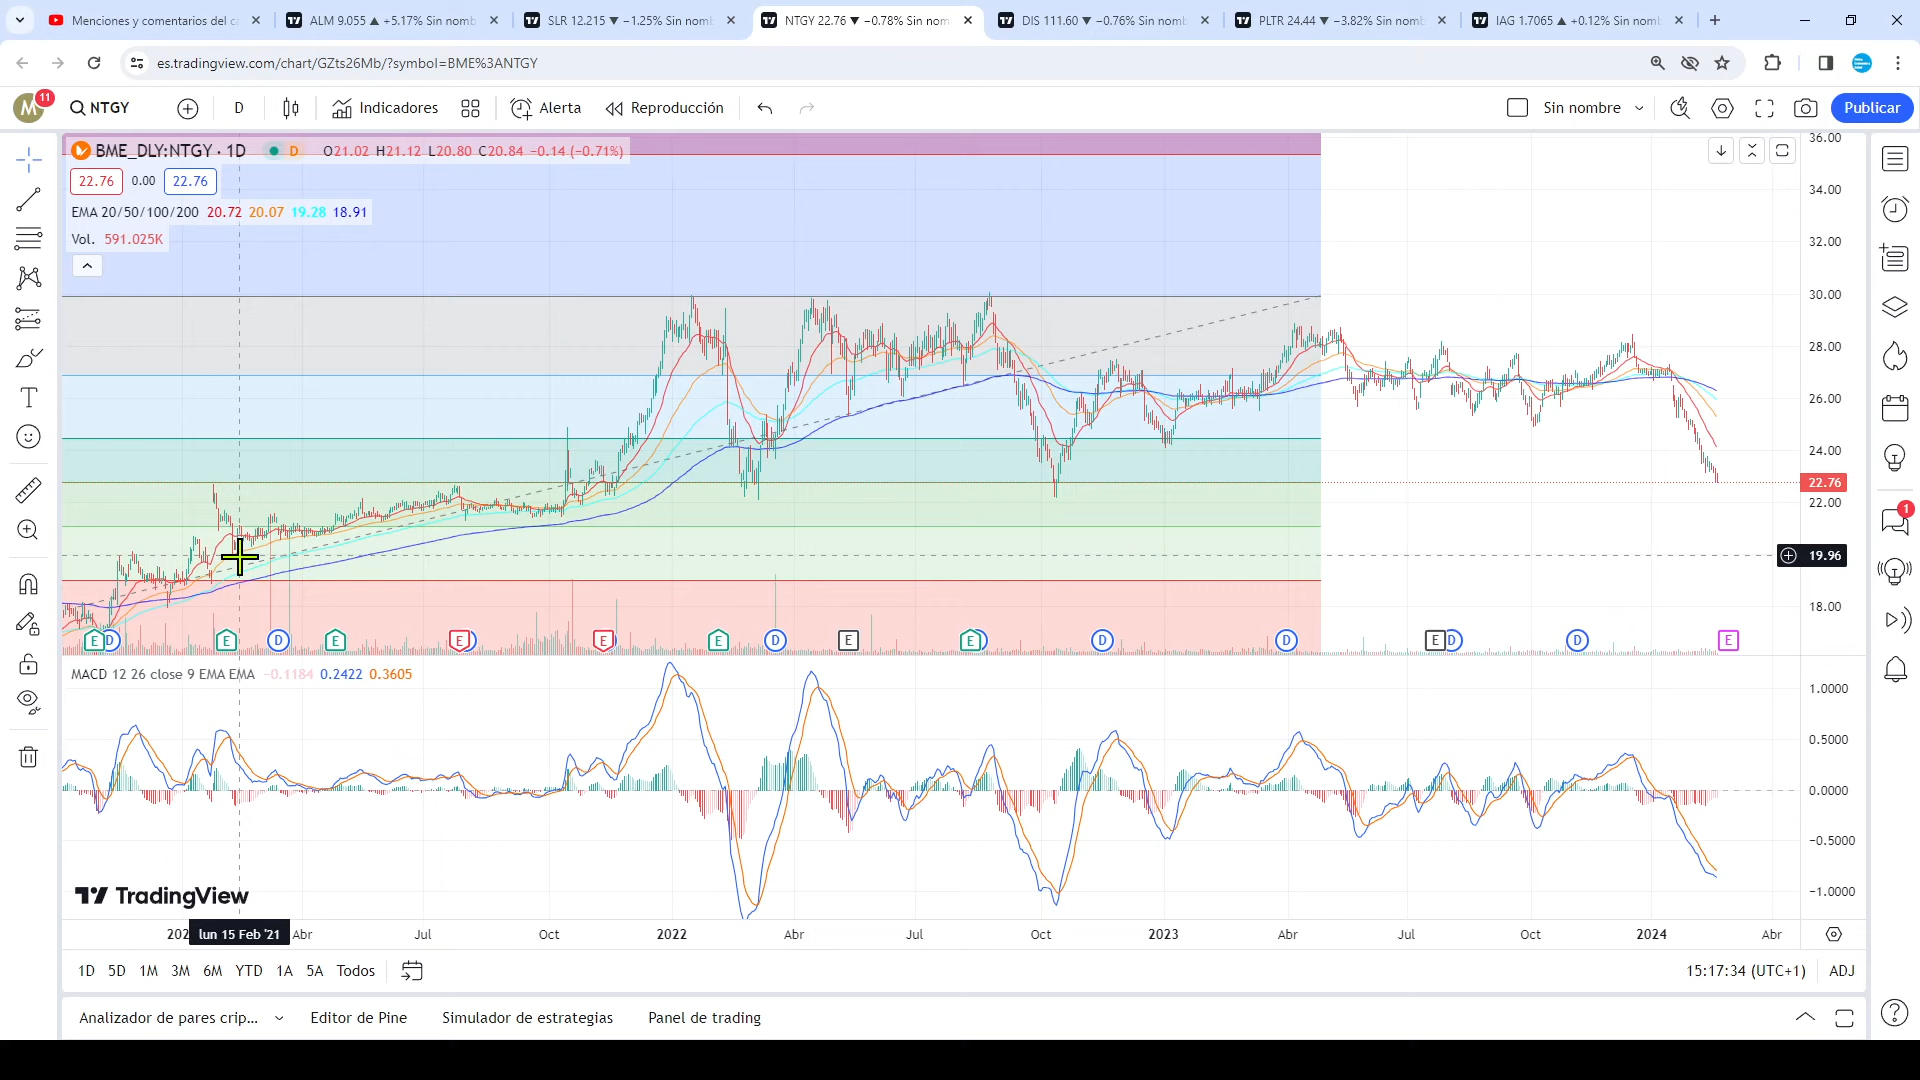 Menciones y comentarios del c
ALM 9.055 ▲ +5.17% Sin nomb
SLR 12.215 ▼ −1.25% Sin nomb
NTGY 22.76 ▼ −0.78% Sin nom
DIS 111.60 ▼ −0.76% Sin nomb
PLTR 24.44 ▼ −3.82% Sin nomb
IAG 1.7065 ▲ +0.12% Sin nomb
es.tradingview.com/chart/GZts26Mb/?symbol=BME%3ANTGY
M 11 NTGY D Indicadores Alerta Reproducción Sin nombre Publicar
BME_DLY:NTGY · 1D D O21.02 H21.12 L20.80 C20.84 −0.14 (−0.71%)
22.76 0.00 22.76
EMA 20/50/100/200 20.72 20.07 19.28 18.91
Vol. 591.025K
36.00
34.00
32.00
30.00
28.00
26.00
24.00
22.76
22.00
19.96
18.00
E D E D E E E E D E E D D E D D E
1
MACD 12 26 close 9 EMA EMA −0.1184 0.2422 0.3605
1.0000
0.5000
0.0000
−0.5000
−1.0000
TradingView
202 lun 15 Feb '21 Abr Jul Oct 2022 Abr Jul Oct 2023 Abr Jul Oct 2024 Abr
1D 5D 1M 3M 6M YTD 1A 5A Todos 15:17:34 (UTC+1) ADJ
Analizador de pares crip... Editor de Pine Simulador de estrategias Panel de trading